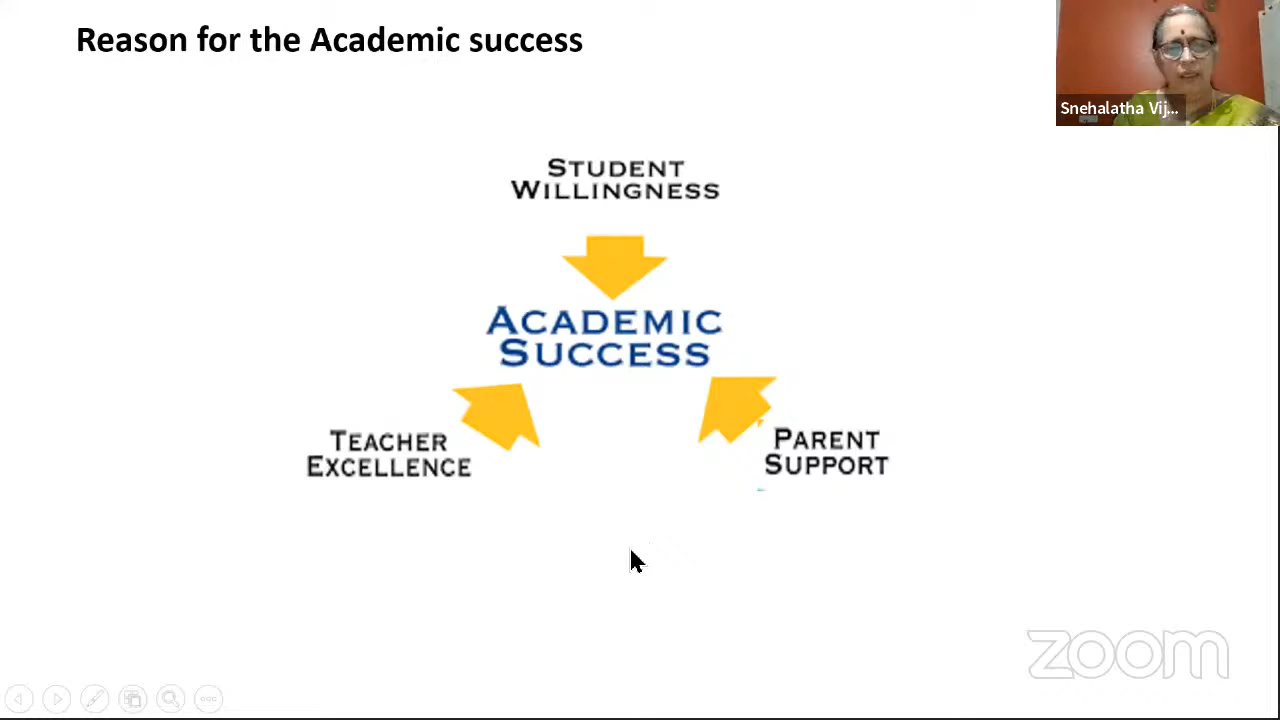 Reason for the Academic success
Snehalatha Vij...
STUDENT
WILLINGNESS
ACADEMIC
SUCCESS
TEACHER
EXCELLENCE
PARENT
SUPPORT
zoom